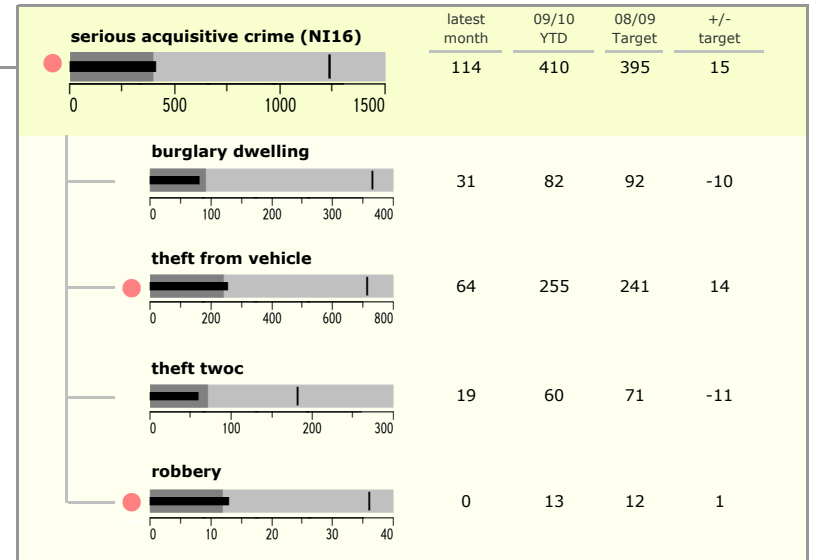 latest 09/10 08/09 +/-
month YTD Target target
serious acquisitive crime (NI16)
114 410 395 15
0 500 1000 1500
burglary dwelling
31 82 92 -10
0 100 200 300 400
theft from vehicle
64 255 241 14
0 200 400 600 800
theft twoc
19 60 71 -11
0 100 200 300
robbery
0 13 12 1
0 10 20 30 40